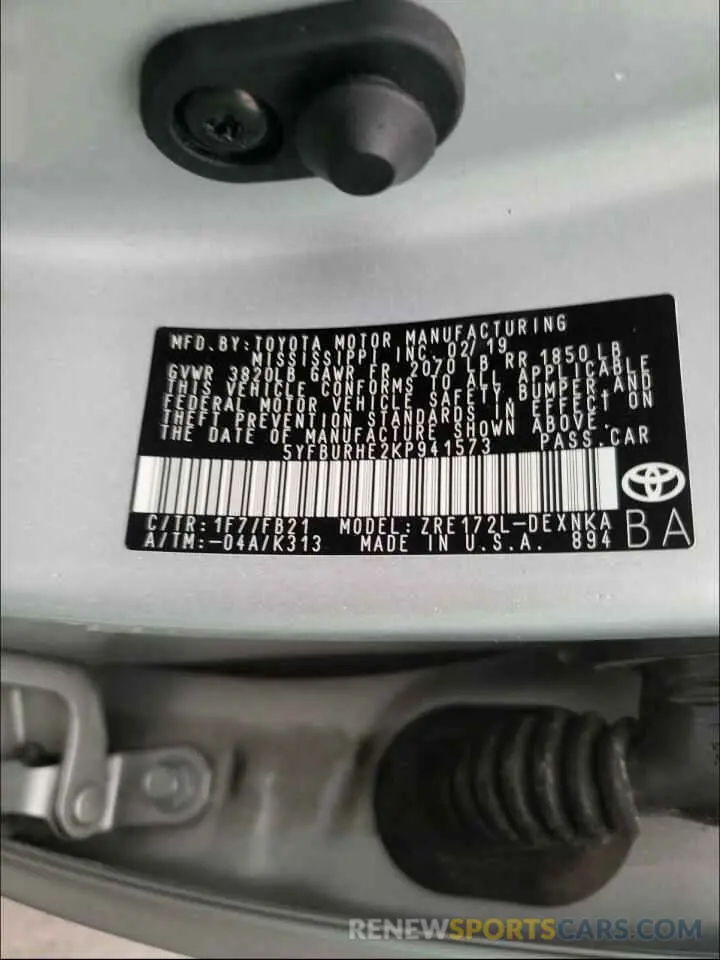 MFD. BY: TOYOTA MOTOR MANUFACTURING
MISSISSIPPI INC. 02/19
GVWR 3820LB GAWR FR 2070 LB, RR 1850 LB
THIS VEHICLE CONFORMS TO ALL APPLICABLE
FEDERAL MOTOR VEHICLE SAFETY, BUMPER, AND
THEFT PREVENTION STANDARDS IN EFFECT ON
THE DATE OF MANUFACTURE SHOWN ABOVE.
5YFBURHE2KP941573 PASS.CAR
C/TR: 1F7/FB21 MODEL: ZRE172L-DEXNKA
A/TM: -04A/K313 MADE IN U.S.A. 894
BA
RENEWSPORTSCARS.COM